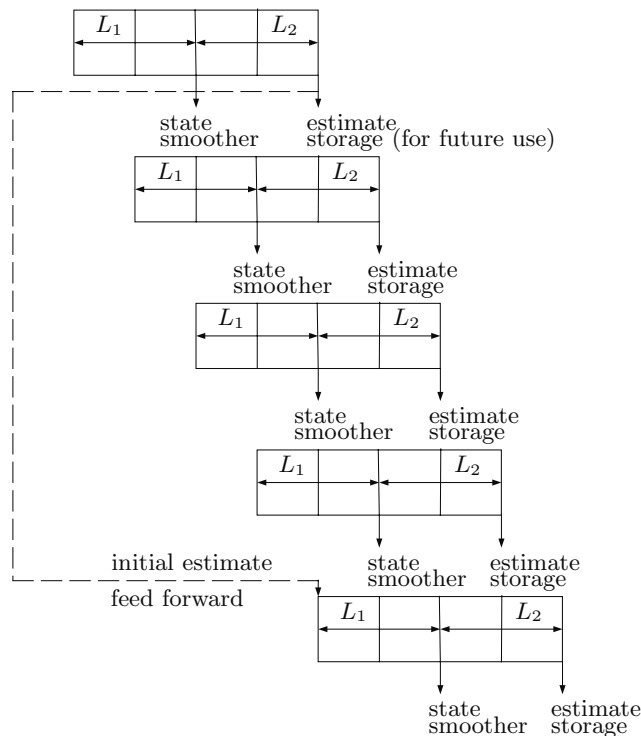 L₁ L₂
state estimate
smoother storage (for future use)
L₁ L₂
state estimate
smoother storage
L₁ L₂
state estimate
smoother storage
L₁ L₂
initial estimate state estimate
smoother storage
feed forward
L₁ L₂
state estimate
smoother storage